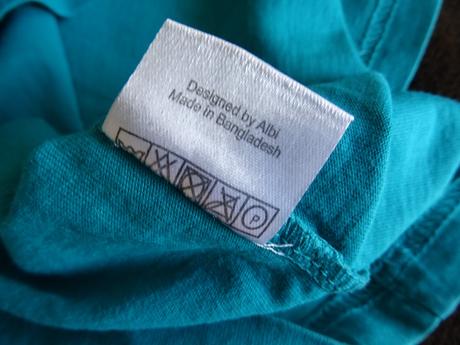 Designed by Albi
Made in Bangladesh
P